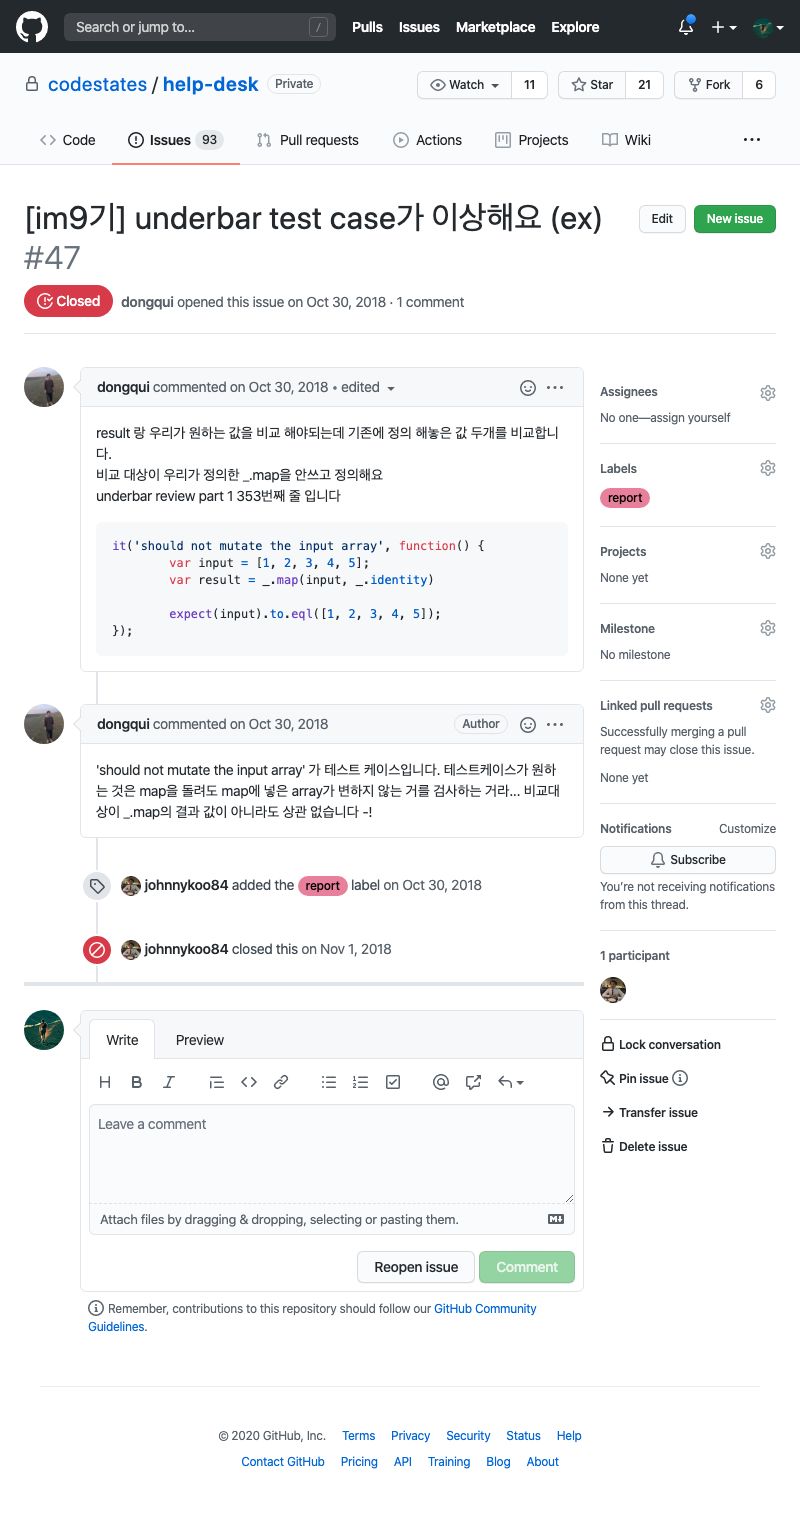 Search or jump to... /
Pulls Issues Marketplace Explore
codestates / help-desk Private
Watch 11 Star 21 Fork 6
Code Issues 93 Pull requests Actions Projects Wiki ...
[im9기] underbar test case가 이상해요 (ex)
#47
Edit New issue
Closed dongqui opened this issue on Oct 30, 2018 · 1 comment
dongqui commented on Oct 30, 2018 • edited
result 랑 우리가 원하는 값을 비교 해야되는데 기존에 정의 해놓은 값 두개를 비교합니
다.
비교 대상이 우리가 정의한 _.map을 안쓰고 정의해요
underbar review part 1 353번째 줄 입니다
it('should not mutate the input array', function() {
var input = [1, 2, 3, 4, 5];
var result = _.map(input, _.identity)
expect(input).to.eql([1, 2, 3, 4, 5]);
});
dongqui commented on Oct 30, 2018 Author
'should not mutate the input array' 가 테스트 케이스입니다. 테스트케이스가 원하
는 것은 map을 돌려도 map에 넣은 array가 변하지 않는 거를 검사하는 거라... 비교대
상이 _.map의 결과 값이 아니라도 상관 없습니다 -!
johnnykoo84 added the report label on Oct 30, 2018
johnnykoo84 closed this on Nov 1, 2018
Write Preview
H B I
Leave a comment
Attach files by dragging & dropping, selecting or pasting them.
Reopen issue Comment
Remember, contributions to this repository should follow our GitHub Community
Guidelines.
Assignees
No one—assign yourself
Labels
report
Projects
None yet
Milestone
No milestone
Linked pull requests
Successfully merging a pull
request may close this issue.
None yet
Notifications Customize
Subscribe
You're not receiving notifications
from this thread.
1 participant
Lock conversation
Pin issue
Transfer issue
Delete issue
© 2020 GitHub, Inc. Terms Privacy Security Status Help
Contact GitHub Pricing API Training Blog About